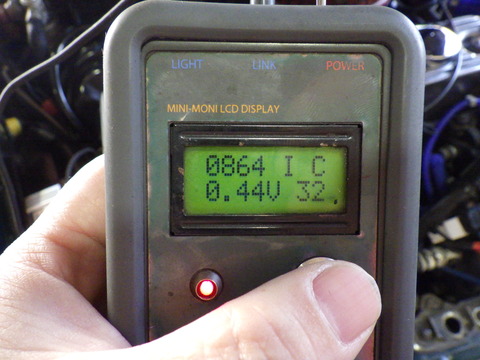 LIGHT LINK POWER
MINI-MONI LCD DISPLAY
0864 I C
0.44V 32.